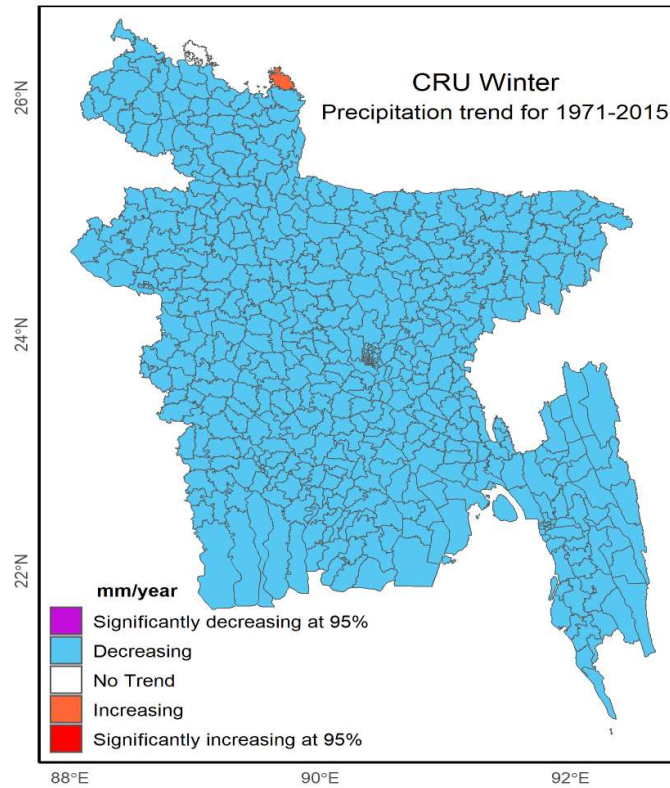 CRU Winter
Precipitation trend for 1971-2015
26°N
24°N
22°N
mm/year
Significantly decreasing at 95%
Decreasing
No Trend
Increasing
Significantly increasing at 95%
88°E
90°E
92°E